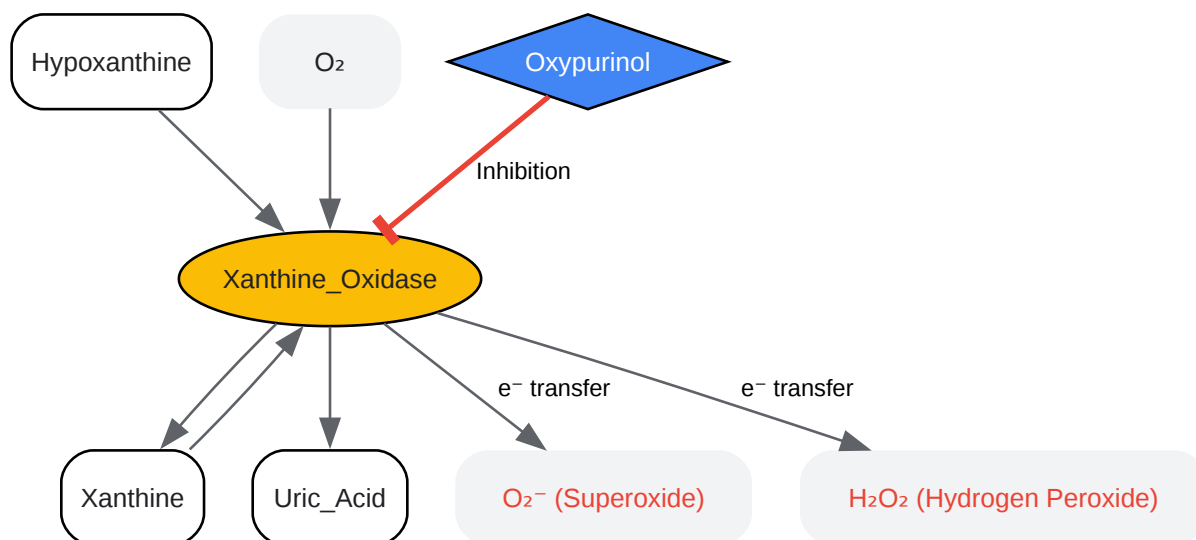 Hypoxanthine
O₂
Oxypurinol
Inhibition
Xanthine_Oxidase
e⁻ transfer
e⁻ transfer
Xanthine
Uric_Acid
O₂⁻ (Superoxide)
H₂O₂ (Hydrogen Peroxide)